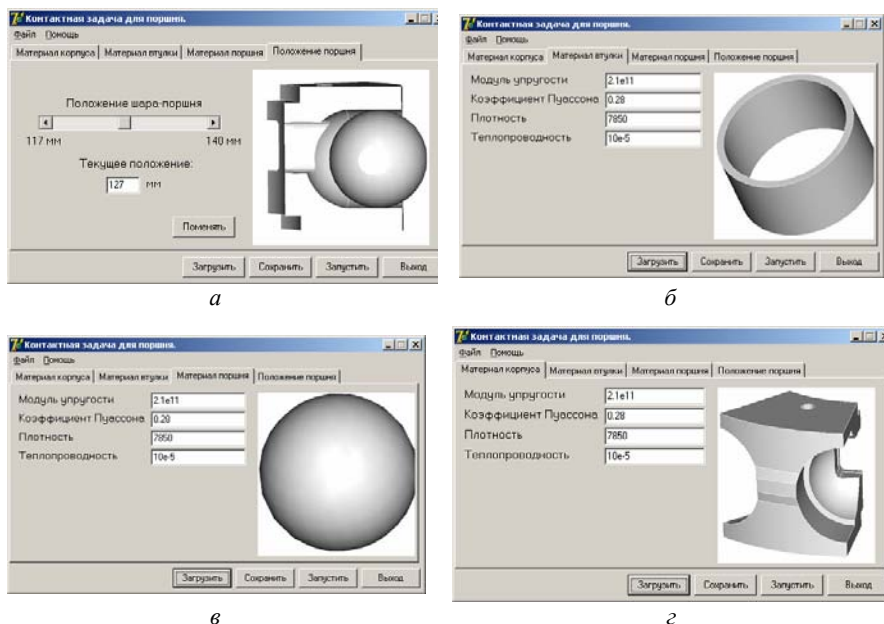 Контактная задача для поршня.
Файл Помощь
Материал корпуса Материал втулки Материал поршня Положение поршня
Положение шара-поршня
117 мм 140 мм
Текущее положение:
127 мм
Поменять
Загрузить Сохранить Запустить Выход
а
Контактная задача для поршня.
Файл Помощь
Материал корпуса Материал втулки Материал поршня Положение поршня
Модуль упругости 2.1e11
Коэффициент Пуассона 0.28
Плотность 7850
Теплопроводность 10e-5
Загрузить Сохранить Запустить Выход
б
Контактная задача для поршня.
Файл Помощь
Материал корпуса Материал втулки Материал поршня Положение поршня
Модуль упругости 2.1e11
Коэффициент Пуассона 0.28
Плотность 7850
Теплопроводность 10e-5
Загрузить Сохранить Запустить Выход
в
Контактная задача для поршня.
Файл Помощь
Материал корпуса Материал втулки Материал поршня Положение поршня
Модуль упругости 2.1e11
Коэффициент Пуассона 0.28
Плотность 7850
Теплопроводность 10e-5
Загрузить Сохранить Запустить Выход
г